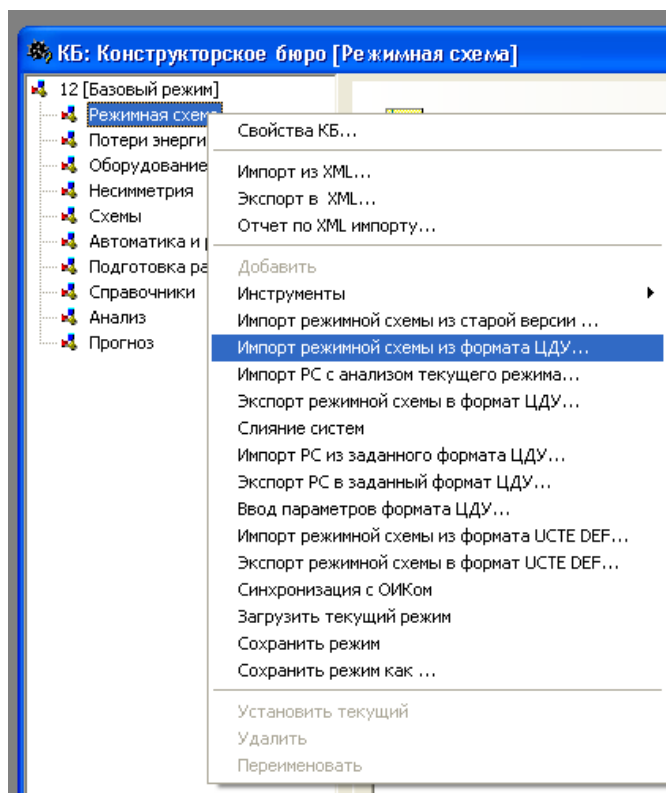 КБ: Конструкторское бюро [Режимная схема]
12 [Базовый режим]
Режимная схема
Потери энерги
Оборудование
Несимметрия
Схемы
Автоматика и
Подготовка ра
Справочники
Анализ
Прогноз
Свойства КБ...
Импорт из XML...
Экспорт в XML...
Отчет по XML импорту...
Добавить
Инструменты
Импорт режимной схемы из старой версии ...
Импорт режимной схемы из формата ЦДУ...
Импорт РС с анализом текущего режима...
Экспорт режимной схемы в формат ЦДУ...
Слияние систем
Импорт РС из заданного формата ЦДУ...
Экспорт РС в заданный формат ЦДУ...
Ввод параметров формата ЦДУ...
Импорт режимной схемы из формата UCTE DEF...
Экспорт режимной схемы в формат UCTE DEF...
Синхронизация с ОИКом
Загрузить текущий режим
Сохранить режим
Сохранить режим как ...
Установить текущий
Удалить
Переименовать